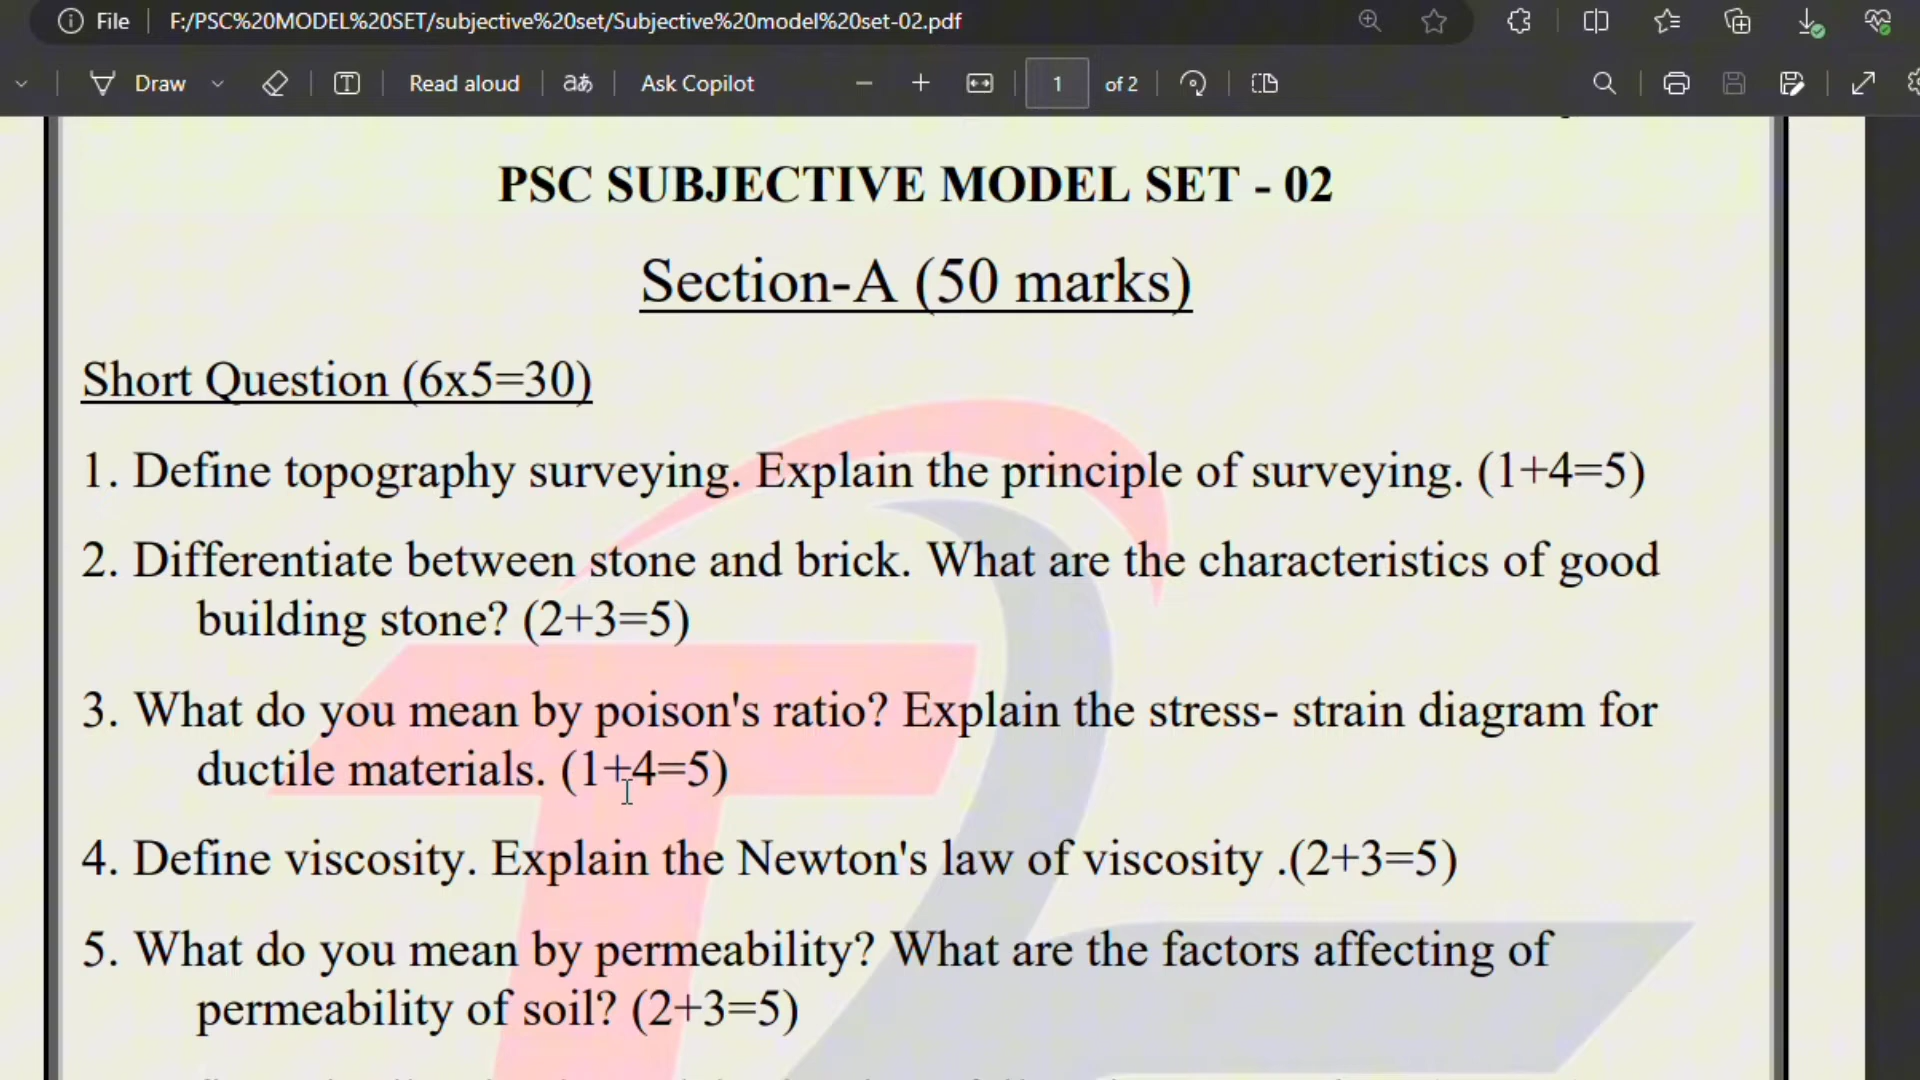 File F:/PSC%20MODEL%20SET/subjective%20set/Subjective%20model%20set-02.pdf
Draw Read aloud aあ Ask Copilot 1 of 2
PSC SUBJECTIVE MODEL SET - 02
Section-A (50 marks)
Short Question (6x5=30)
1. Define topography surveying. Explain the principle of surveying. (1+4=5)
2. Differentiate between stone and brick. What are the characteristics of good
building stone? (2+3=5)
3. What do you mean by poison's ratio? Explain the stress- strain diagram for
ductile materials. (1+4=5)
4. Define viscosity. Explain the Newton's law of viscosity .(2+3=5)
5. What do you mean by permeability? What are the factors affecting of
permeability of soil? (2+3=5)